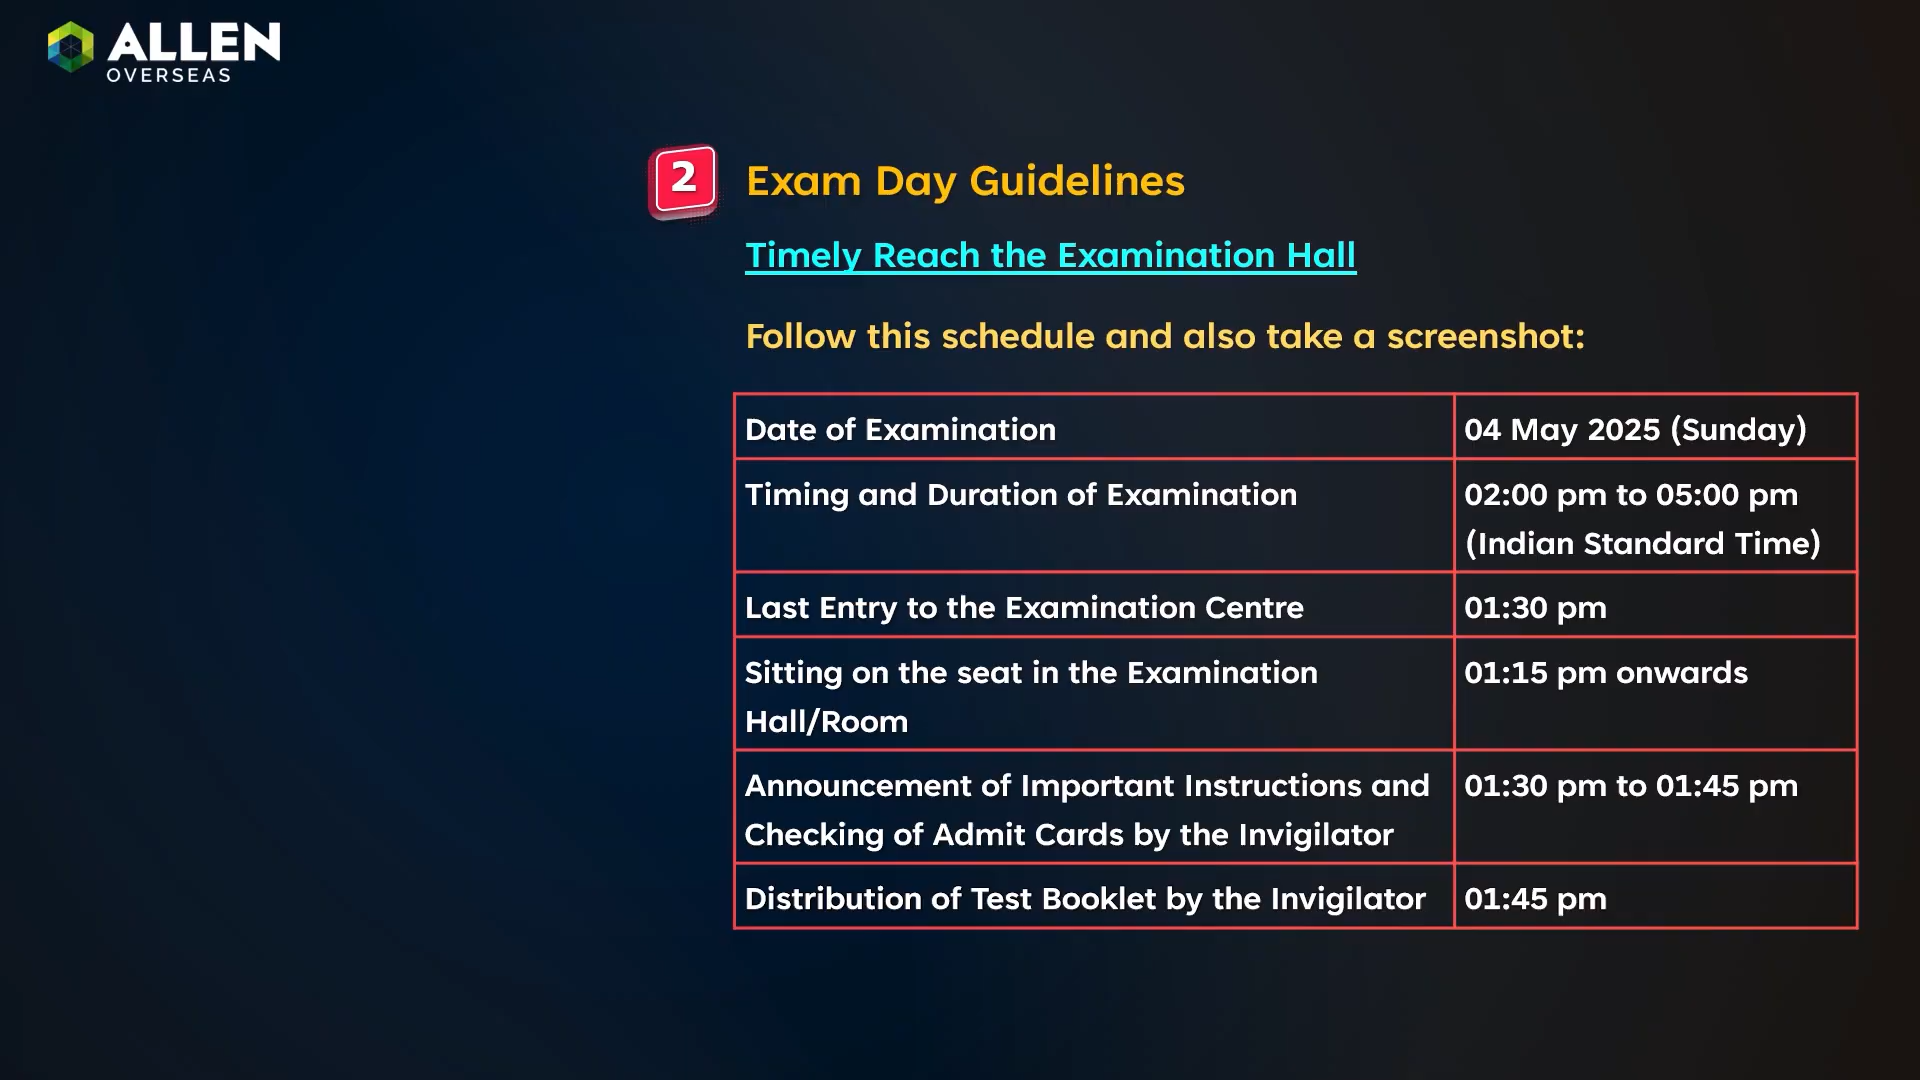 ALLEN
OVERSEAS
2
Exam Day Guidelines
Timely Reach the Examination Hall
Follow this schedule and also take a screenshot:
Date of Examination
04 May 2025 (Sunday)
Timing and Duration of Examination
02:00 pm to 05:00 pm
(Indian Standard Time)
Last Entry to the Examination Centre
01:30 pm
Sitting on the seat in the Examination
Hall/Room
01:15 pm onwards
Announcement of Important Instructions and
Checking of Admit Cards by the Invigilator
01:30 pm to 01:45 pm
Distribution of Test Booklet by the Invigilator
01:45 pm